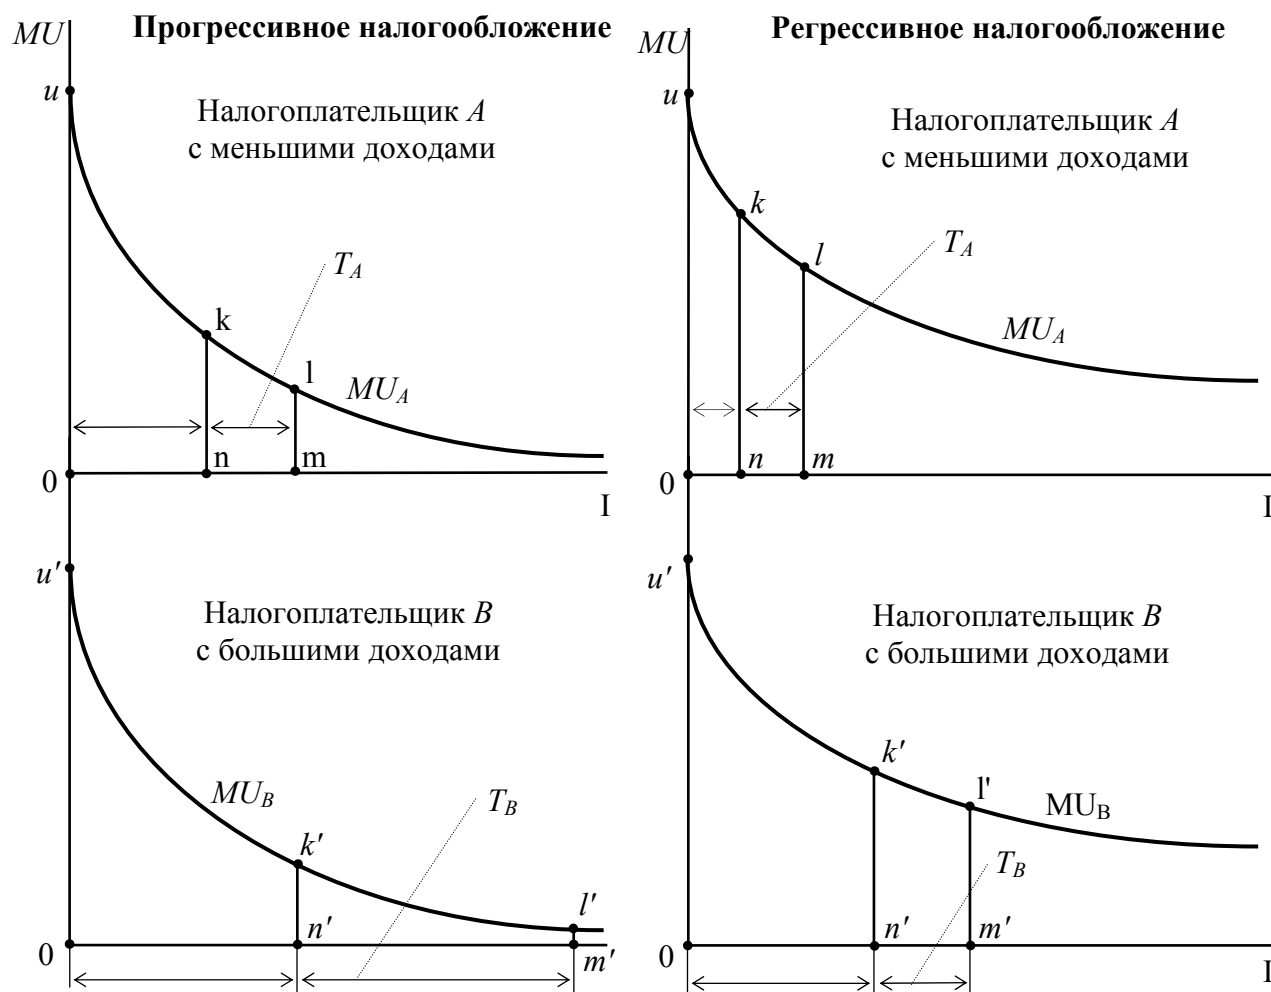 Прогрессивное налогообложение
MU
u
Налогоплательщик A
с меньшими доходами
T_A
k
l
MU_A
n
m
0
I
u'
Налогоплательщик B
с большими доходами
MU_B
T_B
k'
l'
n'
0
m'
Регрессивное налогообложение
MU
u
Налогоплательщик A
с меньшими доходами
k
T_A
l
MU_A
n
m
0
I
u'
Налогоплательщик B
с большими доходами
k'
l'
MU_B
T_B
n'
m'
0
I